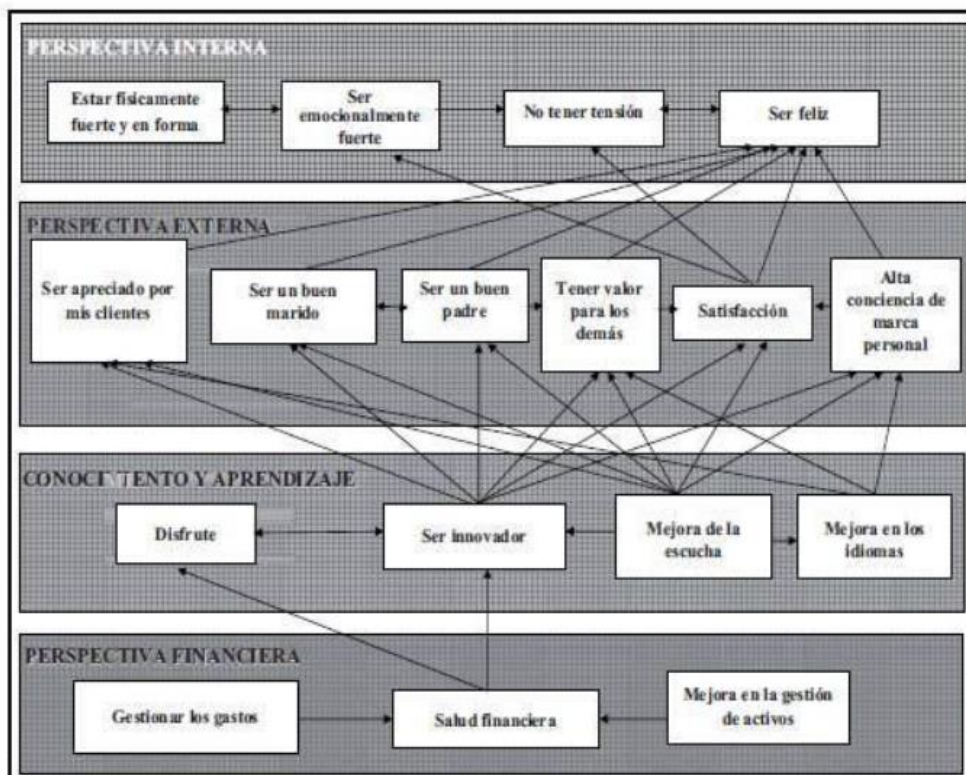 PERSPECTIVA INTERNA
Estar físicamente
fuerte y en forma
Ser
emocionalmente
fuerte
No tener tensión
Ser feliz
PERSPECTIVA EXTERNA
Ser apreciado por
mis clientes
Ser un buen
marido
Ser un buen
padre
Tener valor
para los
demás
Satisfacción
Alta
conciencia de
marca
personal
CONOCIMTENTO Y APRENDIZAJE
Disfrute
Ser innovador
Mejora de la
escucha
Mejora en los
idiomas
PERSPECTIVA FINANCIERA
Gestionar los gastos
Salud financiera
Mejora en la gestión
de activos